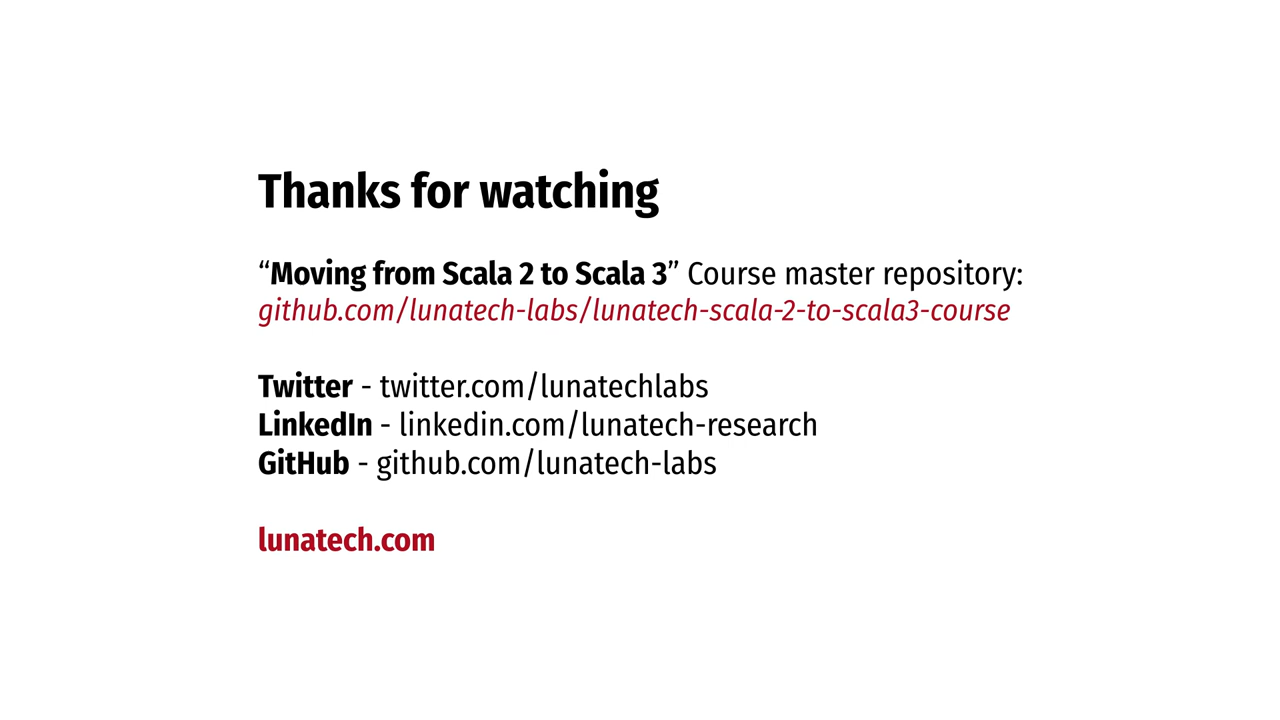 Thanks for watching
“Moving from Scala 2 to Scala 3” Course master repository:
github.com/lunatech-labs/lunatech-scala-2-to-scala3-course
Twitter - twitter.com/lunatechlabs
LinkedIn - linkedin.com/lunatech-research
GitHub - github.com/lunatech-labs
lunatech.com